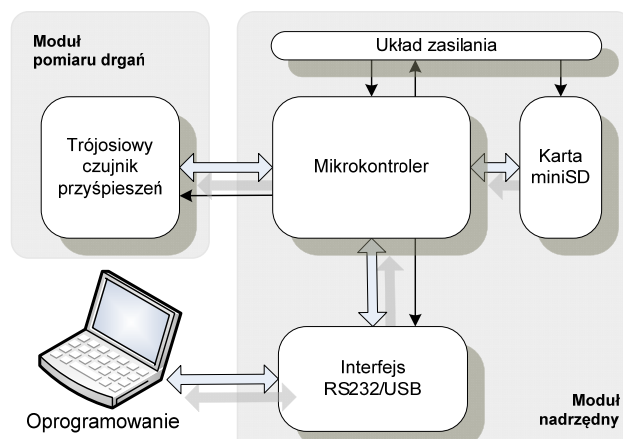 Moduł
pomiaru drgań
Układ zasilania
Trójosiowy
czujnik
przyśpieszeń
Mikrokontroler
Karta
miniSD
Interfejs
RS232/USB
Oprogramowanie
Moduł
nadrzędny